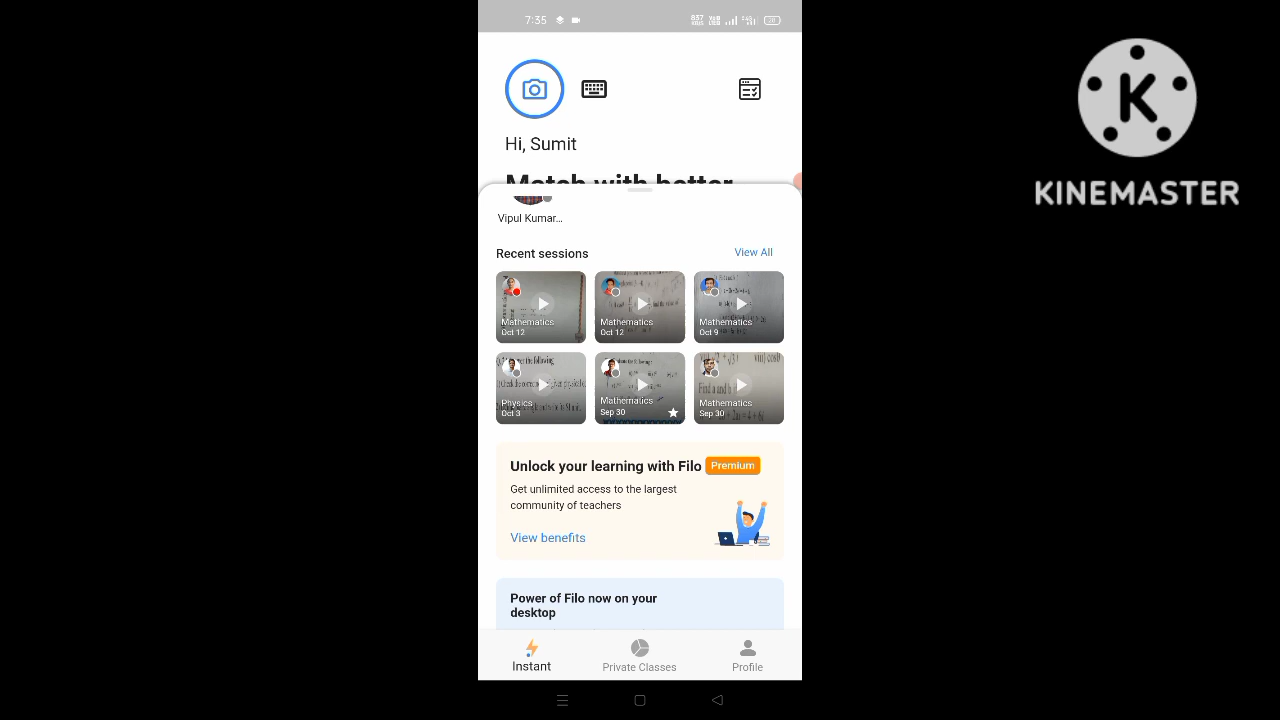 7:35
Hi, Sumit
Match with better
Vipul Kumar...
Recent sessions
View All
Mathematics
Oct 12
Mathematics
Oct 12
Mathematics
Oct 9
Physics
Oct 3
Mathematics
Sep 30
Mathematics
Sep 30
Unlock your learning with Filo Premium
Get unlimited access to the largest
community of teachers
View benefits
Power of Filo now on your
desktop
Instant
Private Classes
Profile
K
KINEMASTER